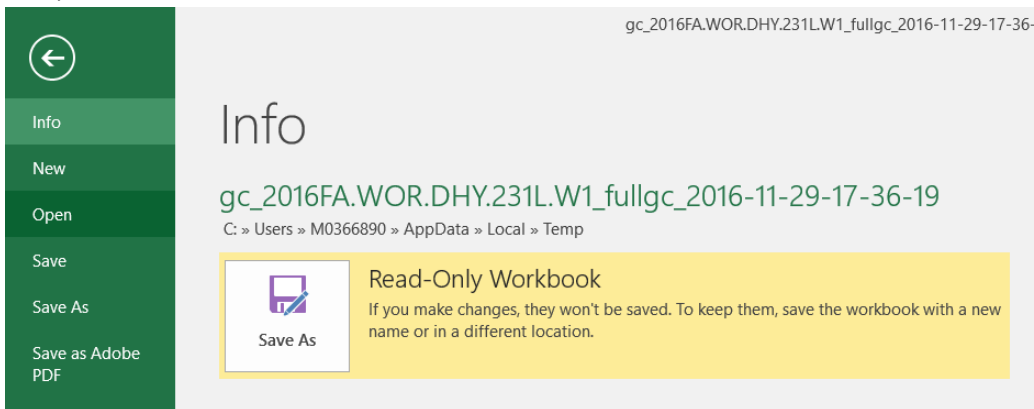 gc_2016FA.WOR.DHY.231L.W1_fullgc_2016-11-29-17-36-
Info
New
Open
Save
Save As
Save as Adobe
PDF
Info
gc_2016FA.WOR.DHY.231L.W1_fullgc_2016-11-29-17-36-19
C: » Users » M0366890 » AppData » Local » Temp
Save As
Read-Only Workbook
If you make changes, they won't be saved. To keep them, save the workbook with a new
name or in a different location.